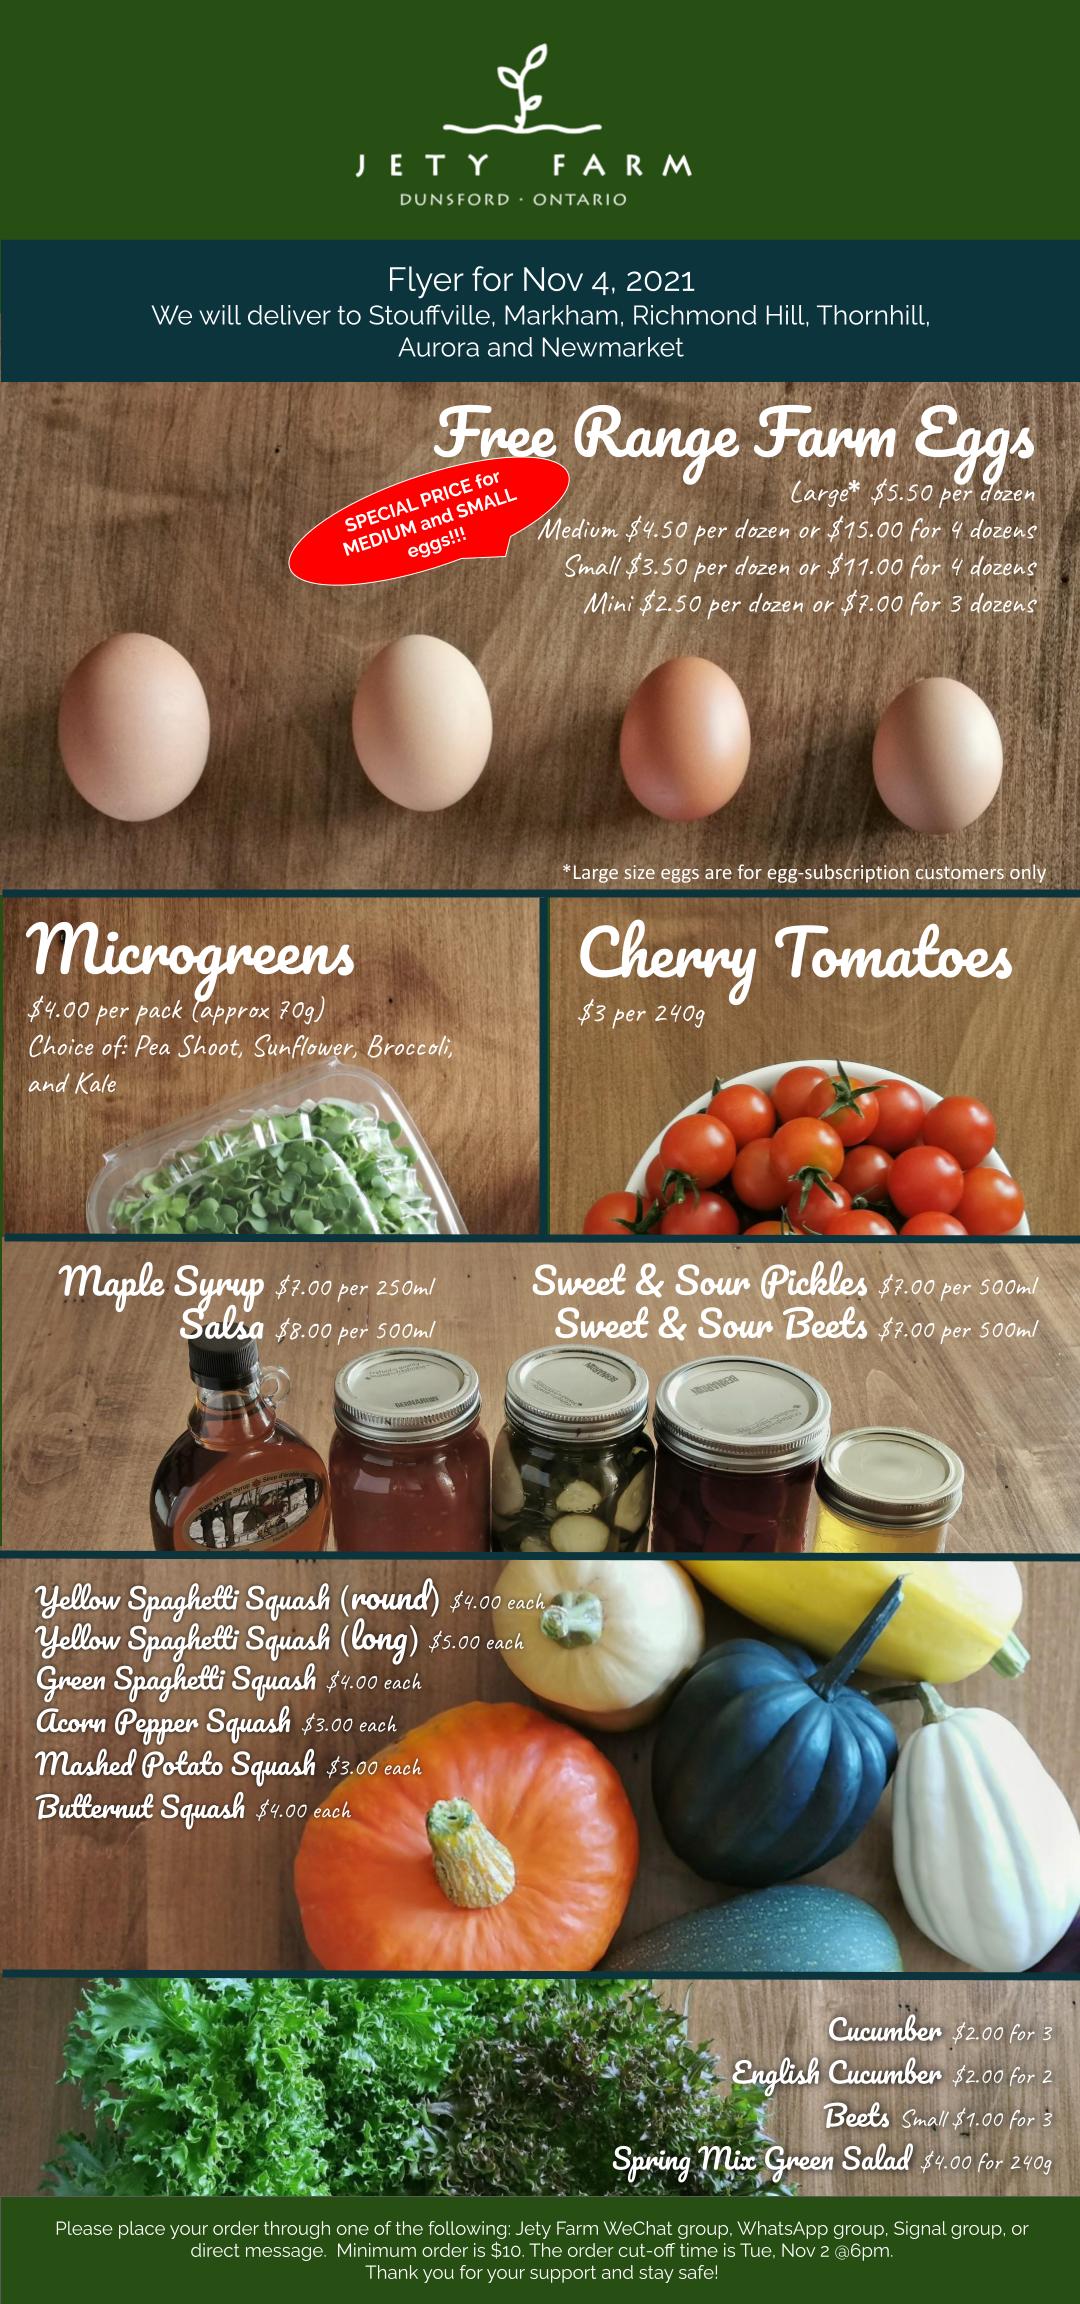 JETY FARM
DUNSFORD · ONTARIO
Flyer for Nov 4, 2021
We will deliver to Stouffville, Markham, Richmond Hill, Thornhill,
Aurora and Newmarket
Free Range Farm Eggs
SPECIAL PRICE for
MEDIUM and SMALL
eggs!!!
Large* $5.50 per dozen
Medium $4.50 per dozen or $15.00 for 4 dozens
Small $3.50 per dozen or $11.00 for 4 dozens
Mini $2.50 per dozen or $7.00 for 3 dozens
*Large size eggs are for egg-subscription customers only
Microgreens
$4.00 per pack (approx 70g)
Choice of: Pea Shoot, Sunflower, Broccoli,
and Kale
Cherry Tomatoes
$3 per 240g
Maple Syrup $7.00 per 250ml
Salsa $8.00 per 500ml
Sweet & Sour Pickles $7.00 per 500ml
Sweet & Sour Beets $7.00 per 500ml
BERNARDIN
BERNARDIN
BERNARDIN
Pure Maple Syrup Sirop d'érable pur
Yellow Spaghetti Squash (round) $4.00 each
Yellow Spaghetti Squash (long) $5.00 each
Green Spaghetti Squash $4.00 each
Acorn Pepper Squash $3.00 each
Mashed Potato Squash $3.00 each
Butternut Squash $4.00 each
Cucumber $2.00 for 3
English Cucumber $2.00 for 2
Beets Small $1.00 for 3
Spring Mix Green Salad $4.00 for 240g
Please place your order through one of the following: Jety Farm WeChat group, WhatsApp group, Signal group, or
direct message. Minimum order is $10. The order cut-off time is Tue, Nov 2 @6pm.
Thank you for your support and stay safe!